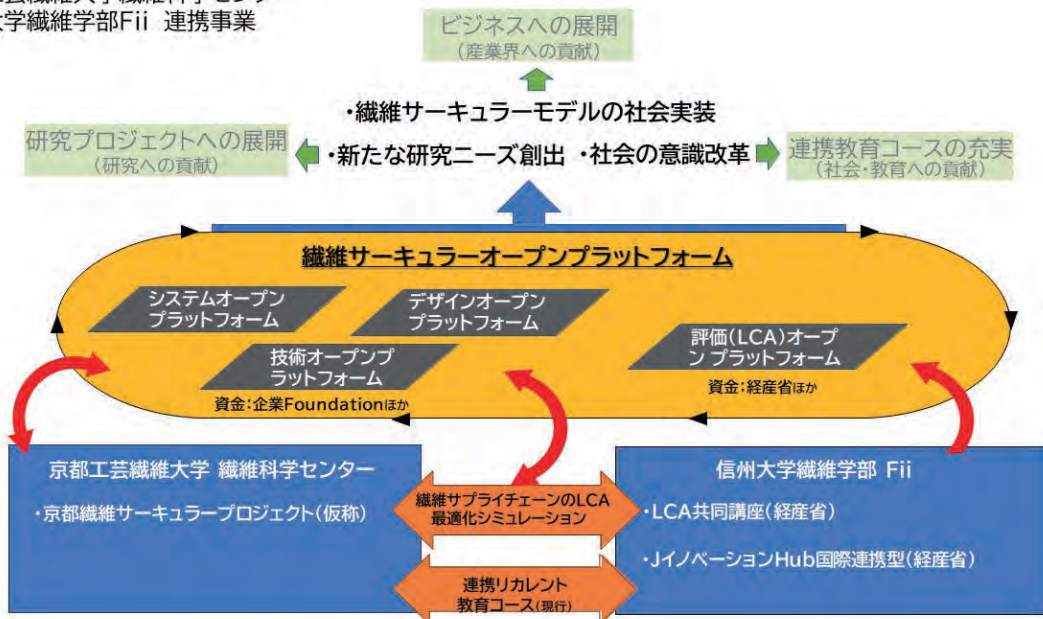 大学繊維学部Fii 連携事業
ビジネスへの展開
(産業界への貢献)
・繊維サーキュラーモデルの社会実装
研究プロジェクトへの展開
(研究への貢献)
・新たな研究ニーズ創出 ・社会の意識改革
連携教育コースの充実
(社会・教育への貢献)
繊維サーキュラーオープンプラットフォーム
システムオープン
プラットフォーム
デザインオープン
プラットフォーム
技術オープンプ
ラットフォーム
資金:企業Foundationほか
評価(LCA)オープ
ン プラットフォーム
資金:経産省ほか
京都工芸繊維大学 繊維科学センター
・京都繊維サーキュラープロジェクト(仮称)
繊維サプライチェーンのLCA
最適化シミュレーション
連携リカレント
教育コース(現行)
信州大学繊維学部 Fii
・LCA共同講座(経産省)
・JイノベーションHub国際連携型(経産省)